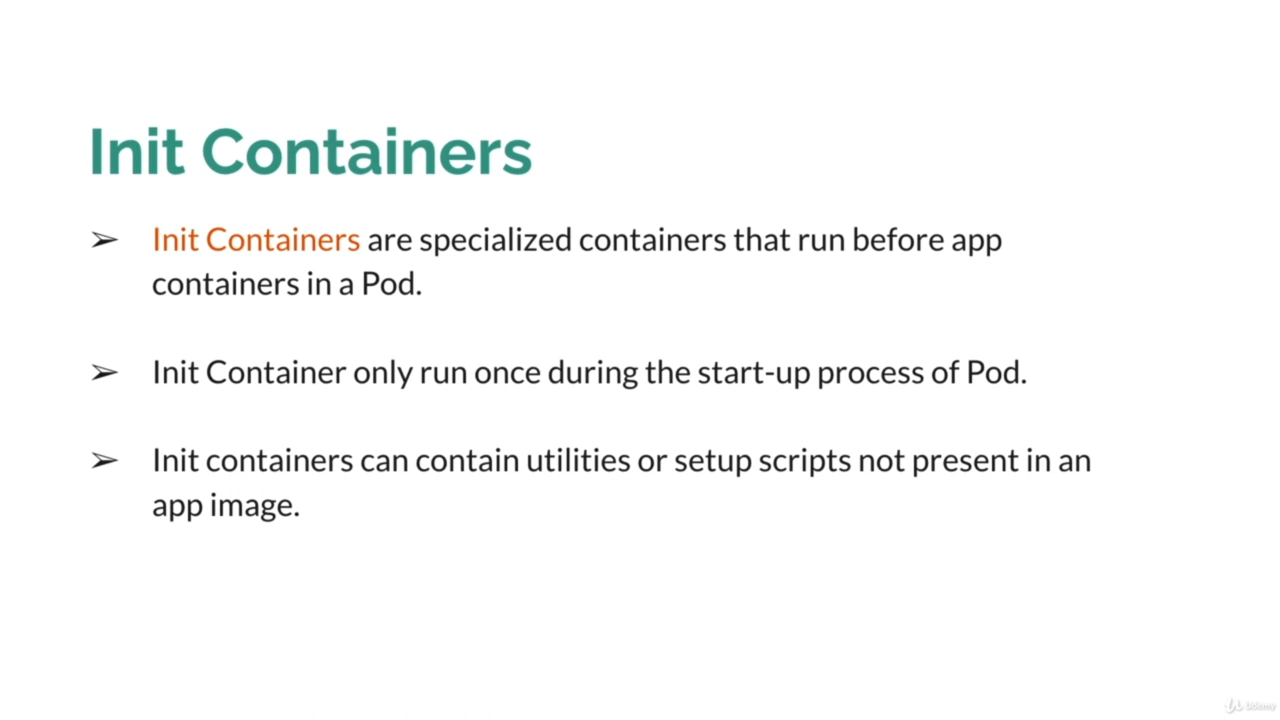 Init Containers
➢ Init Containers are specialized containers that run before app
containers in a Pod.
➢ Init Container only run once during the start-up process of Pod.
➢ Init containers can contain utilities or setup scripts not present in an
app image.
Udemy